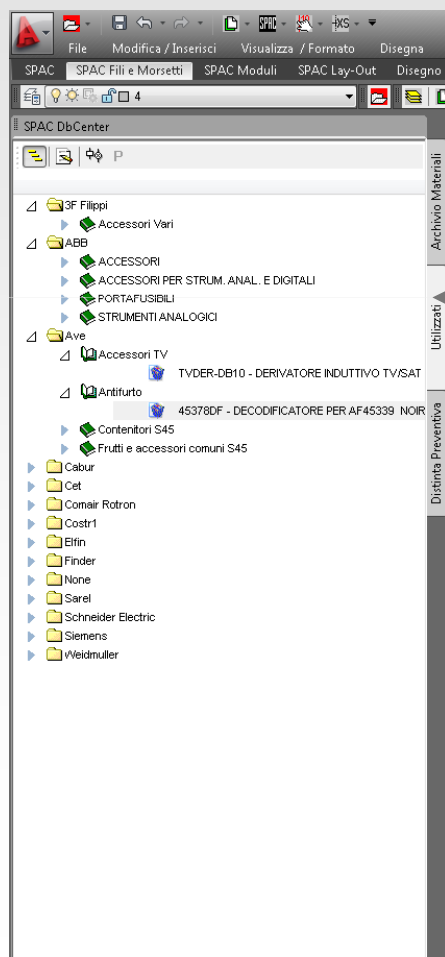 SPAC
XS
File Modifica / Inserisci Visualizza / Formato Disegna
SPAC SPAC Fili e Morsetti SPAC Moduli SPAC Lay-Out Disegno
4
SPAC DbCenter
P
3F Filippi
Accessori Vari
ABB
ACCESSORI
ACCESSORI PER STRUM. ANAL. E DIGITALI
PORTAFUSIBILI
STRUMENTI ANALOGICI
Ave
Accessori TV
TVDER-DB10 - DERIVATORE INDUTTIVO TV/SAT
Antifurto
45378DF - DECODIFICATORE PER AF45339 NOIR
Contenitori S45
Frutti e accessori comuni S45
Cabur
Cet
Comair Rotron
Costr1
Elfin
Finder
None
Sarel
Schneider Electric
Siemens
Weidmuller
Archivio Materiali
Utilizzati
Distinta Preventiva